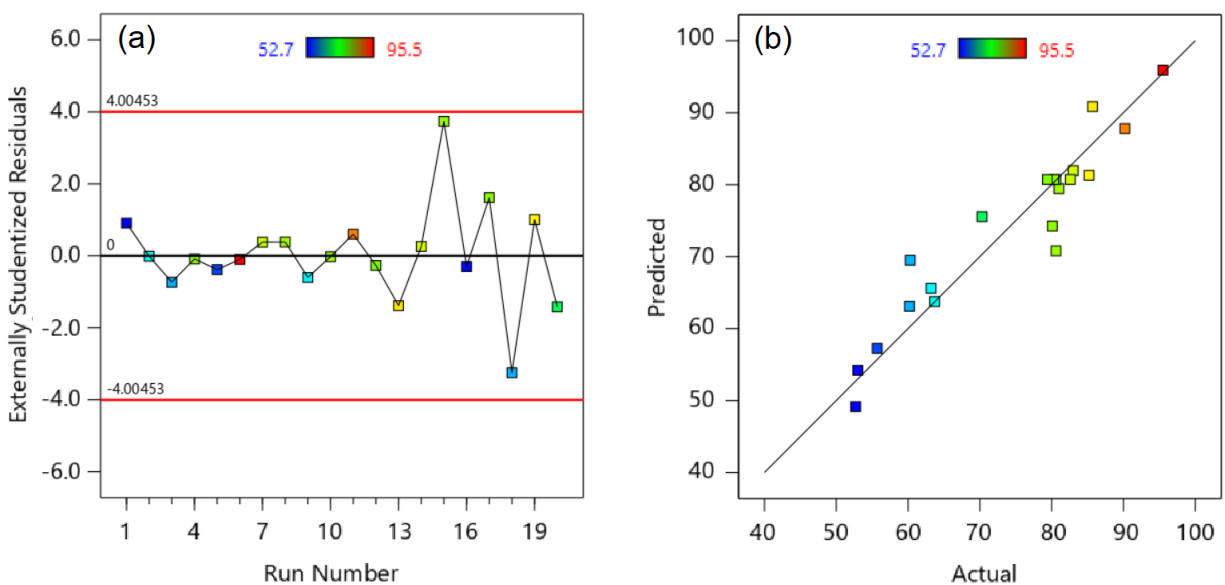 (a)
52.7 95.5
6.0
4.0
2.0
0.0
-2.0
-4.0
-6.0
4.00453
0
-4.00453
Externally Studentized Residuals
1 4 7 10 13 16 19
Run Number
(b)
52.7 95.5
100
90
80
70
60
50
40
Predicted
40 50 60 70 80 90 100
Actual